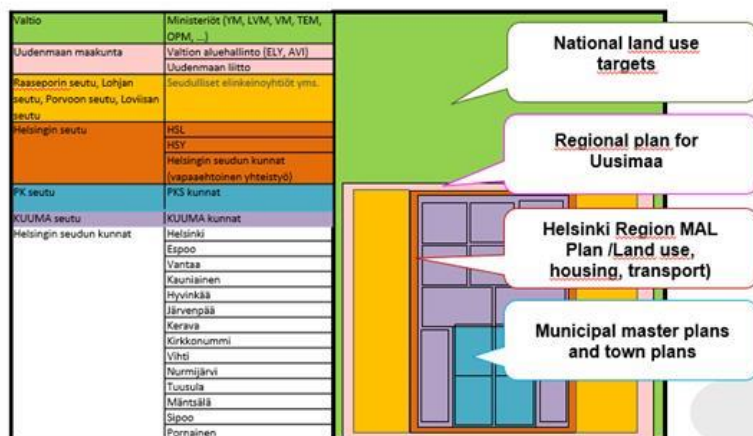 Valtio
Ministeriöt (YM, LVM, VM, TEM,
OPM, ...)
Uudenmaan maakunta
Valtion aluehallinto (ELY, AVI)
Uudenmaan liitto
Raaseporin seutu, Lohjan
seutu, Porvoon seutu, Loviisan
seutu
Seudulliset elinkeinoyhtiöt yms.
Helsingin seutu
HSL
HSY
Helsingin seudun kunnat
(vapaaehtoinen yhteistyö)
PK seutu
PKS kunnat
KUUMA seutu
KUUMA kunnat
Helsingin seudun kunnat
Helsinki
Espoo
Vantaa
Kauniainen
Hyvinkää
Järvenpää
Kerava
Kirkkonummi
Vihti
Nurmijärvi
Tuusula
Mäntsälä
Sipoo
Pornainen
National land use
targets
Regional plan for
Uusimaa
Helsinki Region MAL
Plan /Land use,
housing, transport)
Municipal master plans
and town plans